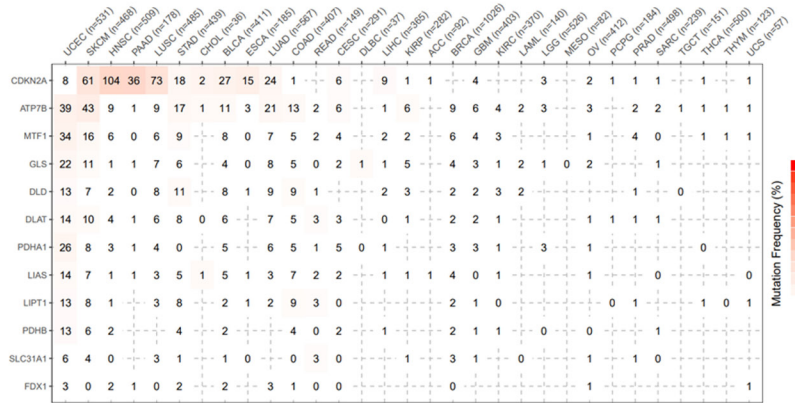 UCEC (n=531) SKCM (n=468) HNSC (n=509) PAAD (n=178) LUSC (n=485) STAD (n=439) CHOL (n=36) BLCA (n=411) ESCA (n=185) LUAD (n=567) COAD (n=407) READ (n=149) CESC (n=291) DLBC (n=37) LIHC (n=365) KIRP (n=282) ACC (n=92) BRCA (n=1026) GBM (n=403) KIRC (n=370) LAML (n=140) LGG (n=526) MESO (n=82) OV (n=412) PCPG (n=184) PRAD (n=498) SARC (n=239) TGCT (n=151) THCA (n=500) THYM (n=123) UCS (n=57)
CDKN2A 8 61 104 36 73 18 2 27 15 24 1 6 9 1 1 4 3 2 1 1 1 1 1
ATP7B 39 43 9 1 9 17 1 11 3 21 13 2 6 1 6 9 6 4 2 3 3 2 2 1 1 1 1
MTF1 34 16 6 0 6 9 8 0 7 5 2 4 2 2 6 4 3 1 4 0 1 1 1
GLS 22 11 1 1 7 6 4 0 8 5 0 2 1 1 5 4 3 1 2 1 0 2 1
DLD 13 7 2 0 8 11 8 1 9 9 1 2 3 2 2 3 2 1 0
DLAT 14 10 4 1 6 8 0 6 7 5 3 3 0 1 2 2 1 1 1 1 1
PDHA1 26 8 3 1 4 0 5 6 5 1 5 0 1 3 3 1 3 1 0
LIAS 14 7 1 1 3 5 1 5 1 3 7 2 2 1 1 1 4 0 1 1 0 0
LIPT1 13 8 1 3 8 2 1 2 9 3 0 2 1 0 1 0 1 1 0 1
PDHB 13 6 2 4 2 4 0 2 1 2 1 1 0 0 1
SLC31A1 6 4 0 3 1 1 0 0 3 0 1 3 1 0 1 1 0
FDX1 3 0 2 1 0 2 2 3 1 0 0 0 1 1
Mutation Frequency (%)